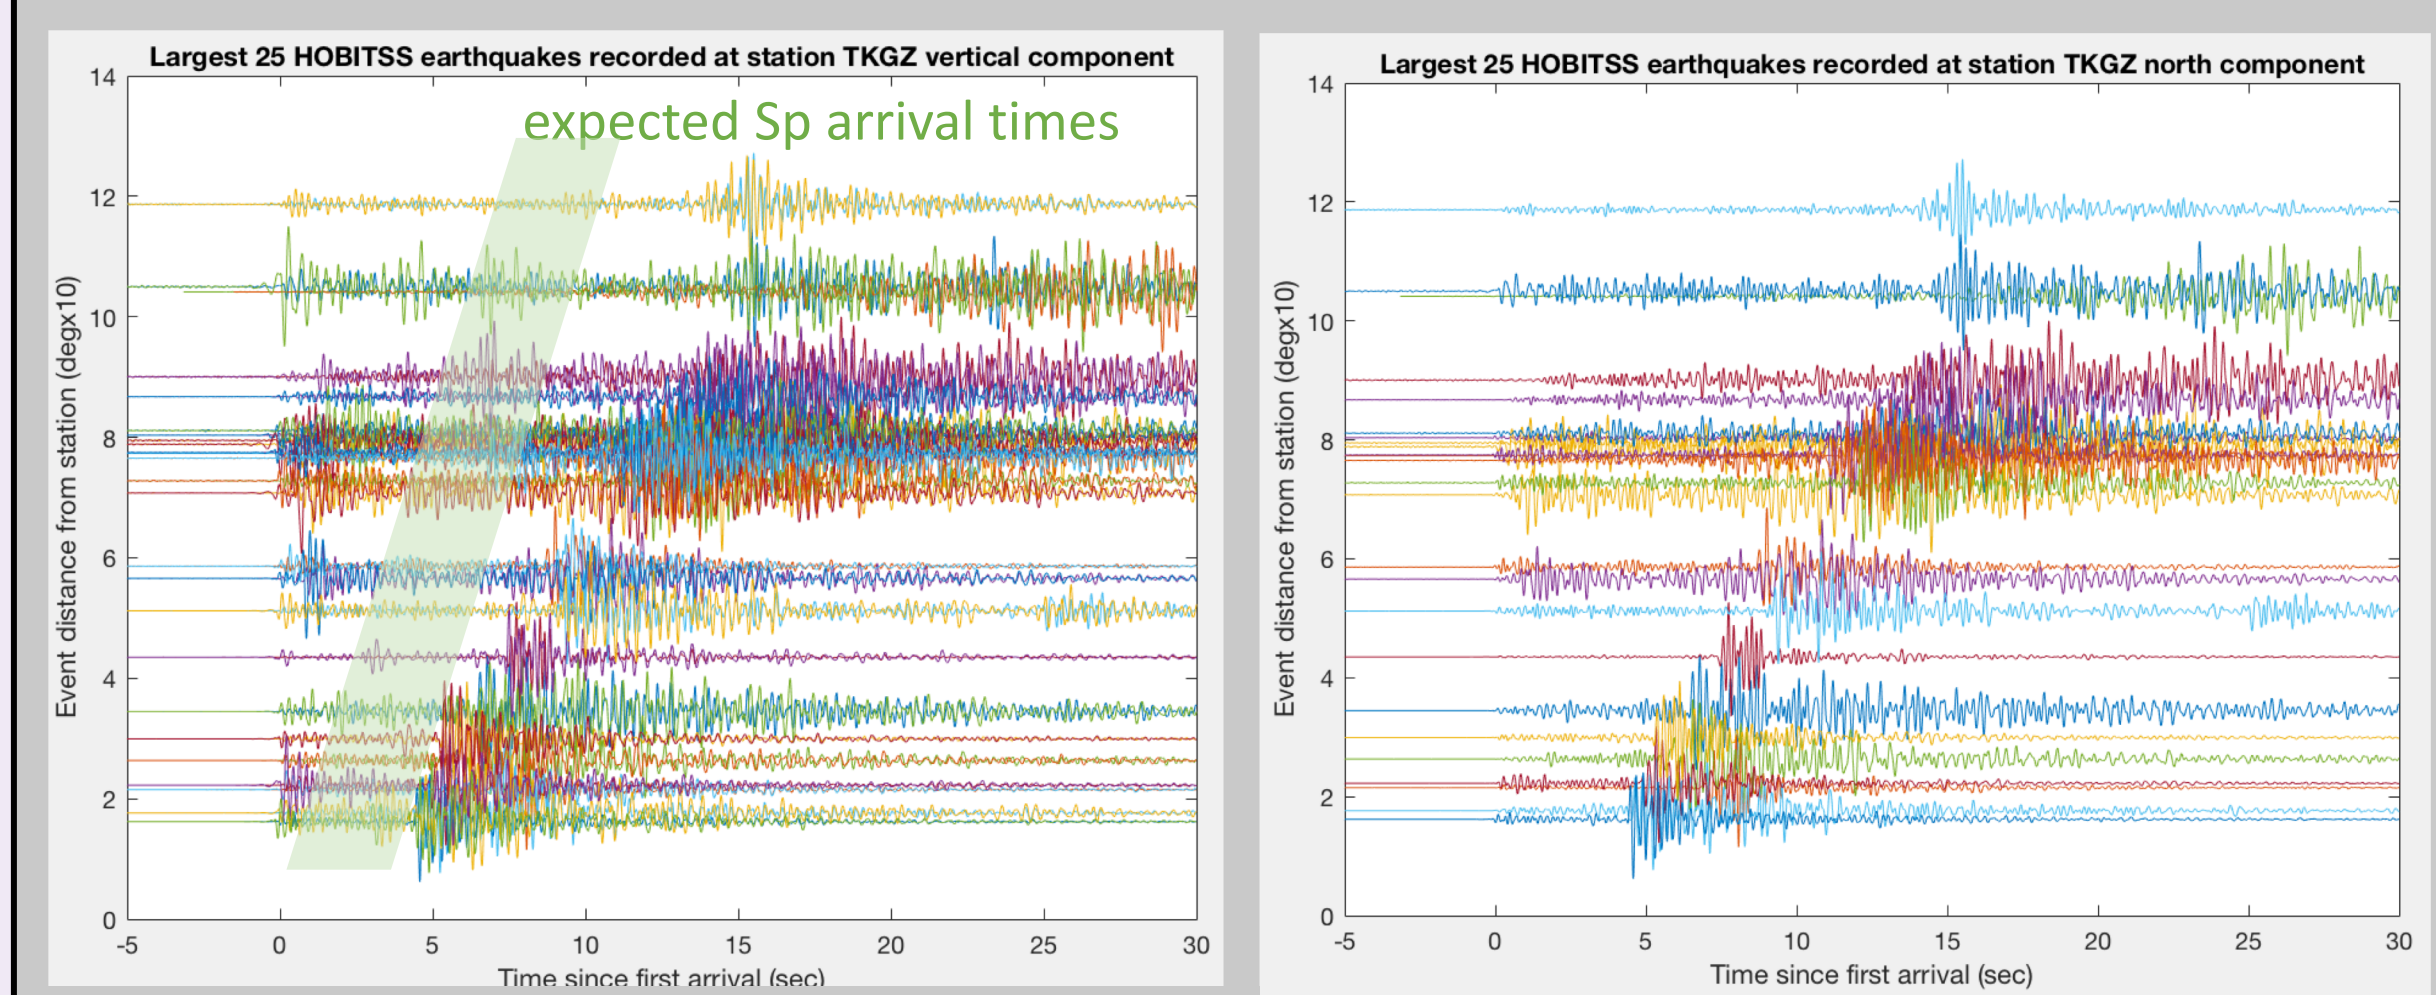 Largest 25 HOBITSS earthquakes recorded at station TKGZ vertical component
expected Sp arrival times
14
12
10
8
6
4
2
0
Event distance from station (degx10)
-5 0 5 10 15 20 25 30
Time since first arrival (sec)
Largest 25 HOBITSS earthquakes recorded at station TKGZ north component
14
12
10
8
6
4
2
0
Event distance from station (degx10)
-5 0 5 10 15 20 25 30
Time since first arrival (sec)